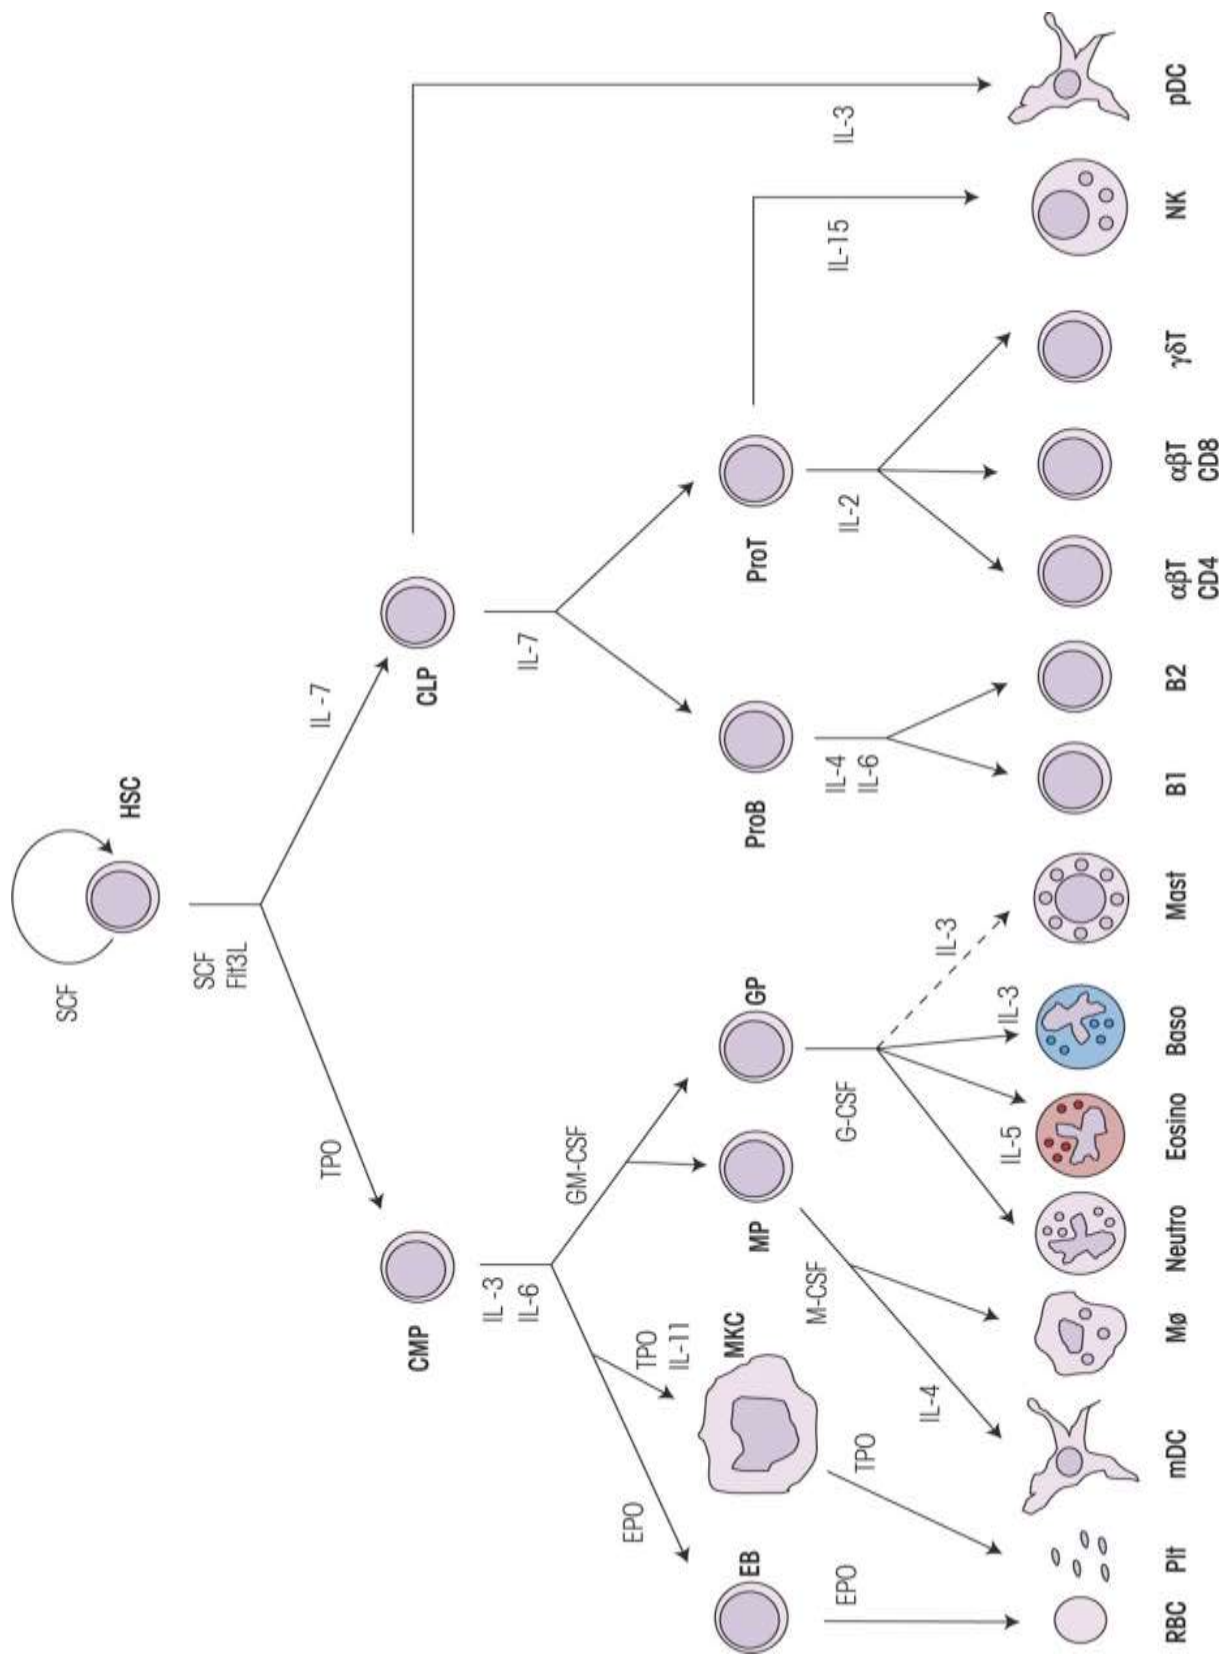 SCF
HSC
SCF
Flt3L
IL-7
TPO
CLP
CMP
IL-7
IL-3
IL-6
GM-CSF
TPO
IL-11
EPO
IL-3
ProT
ProB
GP
MP
MKC
EB
IL-15
IL-2
IL-4
IL-6
G-CSF
M-CSF
TPO
EPO
IL-3
IL-4
IL-3
IL-5
RBC
Plt
mDC
Mø
Neutro
Eosino
Baso
Mast
B1
B2
αβT
CD4
αβT
CD8
γδT
NK
pDC